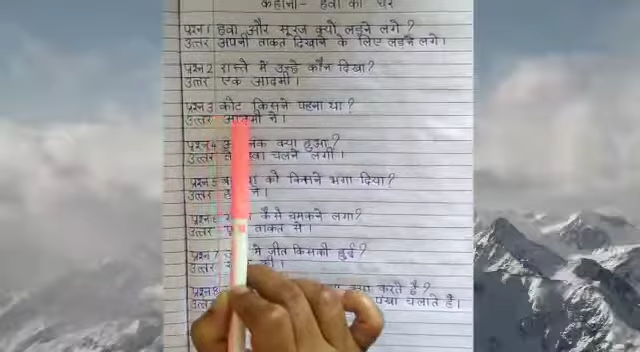 कहानी- हवा का घर
प्रश्न1 हवा और सूरज क्यों लड़ने लगे?
उत्तर अपनी ताकत दिखाने के लिए लड़ने लगे।
प्रश्न2 रास्ते में उन्हें कौन दिखा?
उत्तर एक आदमी।
प्रश्न3 कोट किसने पहना था?
उत्तर आदमी ने।
प्रश्न4 क्या हुआ?
उत्तर हवा चलने लगी।
प्रश्न5 को किसने भगा दिया?
उत्तर ने।
प्रश्न6 कैसे चमकने लगा?
उत्तर ताकत से।
प्रश्न7 में जीत किसकी हुई?
उत्तर
प्रश्न8 क्या करते है?
उत्तर पंखा चलाते है।